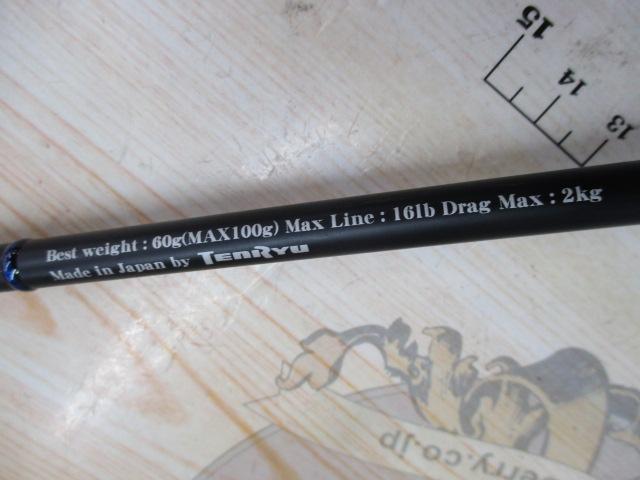 Best weight : 60g(MAX100g) Max Line : 16lb Drag Max : 2kg
Made in Japan by TENRYU
15
14
13
berry.co.jp